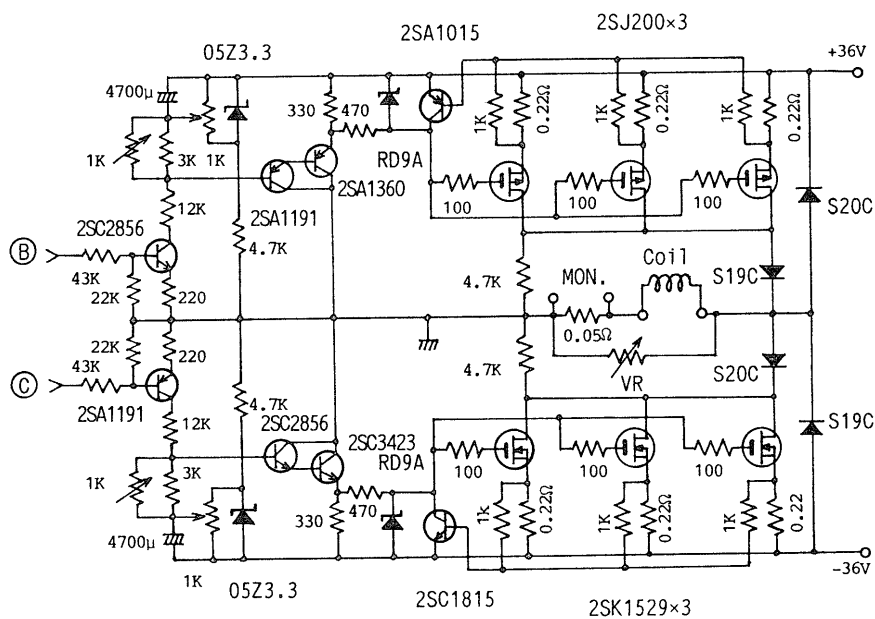 2SA1015
2SJ200×3
05Z3.3
+36V
4700μ
330
470
1K
0.22Ω
1K
0.22Ω
1K
0.22Ω
1K
3K
1K
RD9A
2SA1360
2SA1191
100
100
100
12K
S20C
2SC2856
B
4.7K
Coil
43K
4.7K
MON.
S19C
22K
220
0.05Ω
22K
220
4.7K
43K
VR
S20C
C
2SA1191
4.7K
12K
2SC2856
S19C
2SC3423
RD9A
1K
3K
100
100
100
470
330
1k
0.22Ω
1K
0.22Ω
1K
0.22
4700μ
1K
-36V
05Z3.3
2SC1815
2SK1529×3